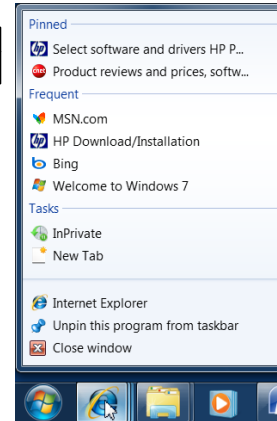 Pinned
Select software and drivers HP P...
Product reviews and prices, softw...
Frequent
MSN.com
HP Download/Installation
Bing
Welcome to Windows 7
Tasks
InPrivate
New Tab
Internet Explorer
Unpin this program from taskbar
Close window